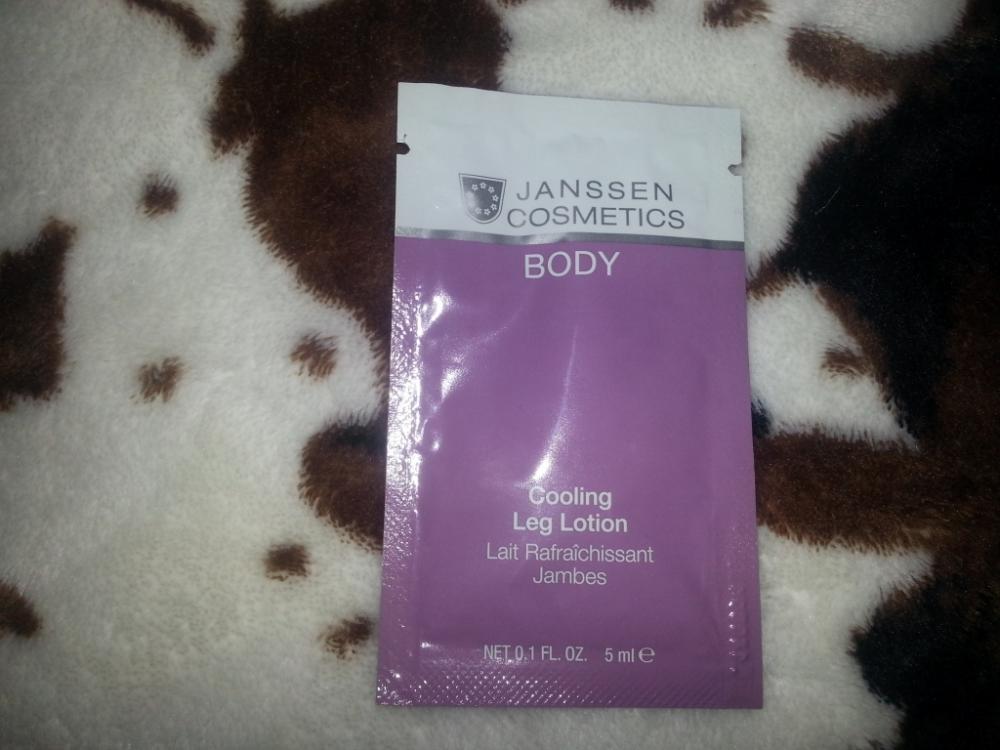 JANSSEN
COSMETICS
BODY
Cooling
Leg Lotion
Lait Rafraîchissant
Jambes
NET 0.1 FL. OZ. 5 ml ℮